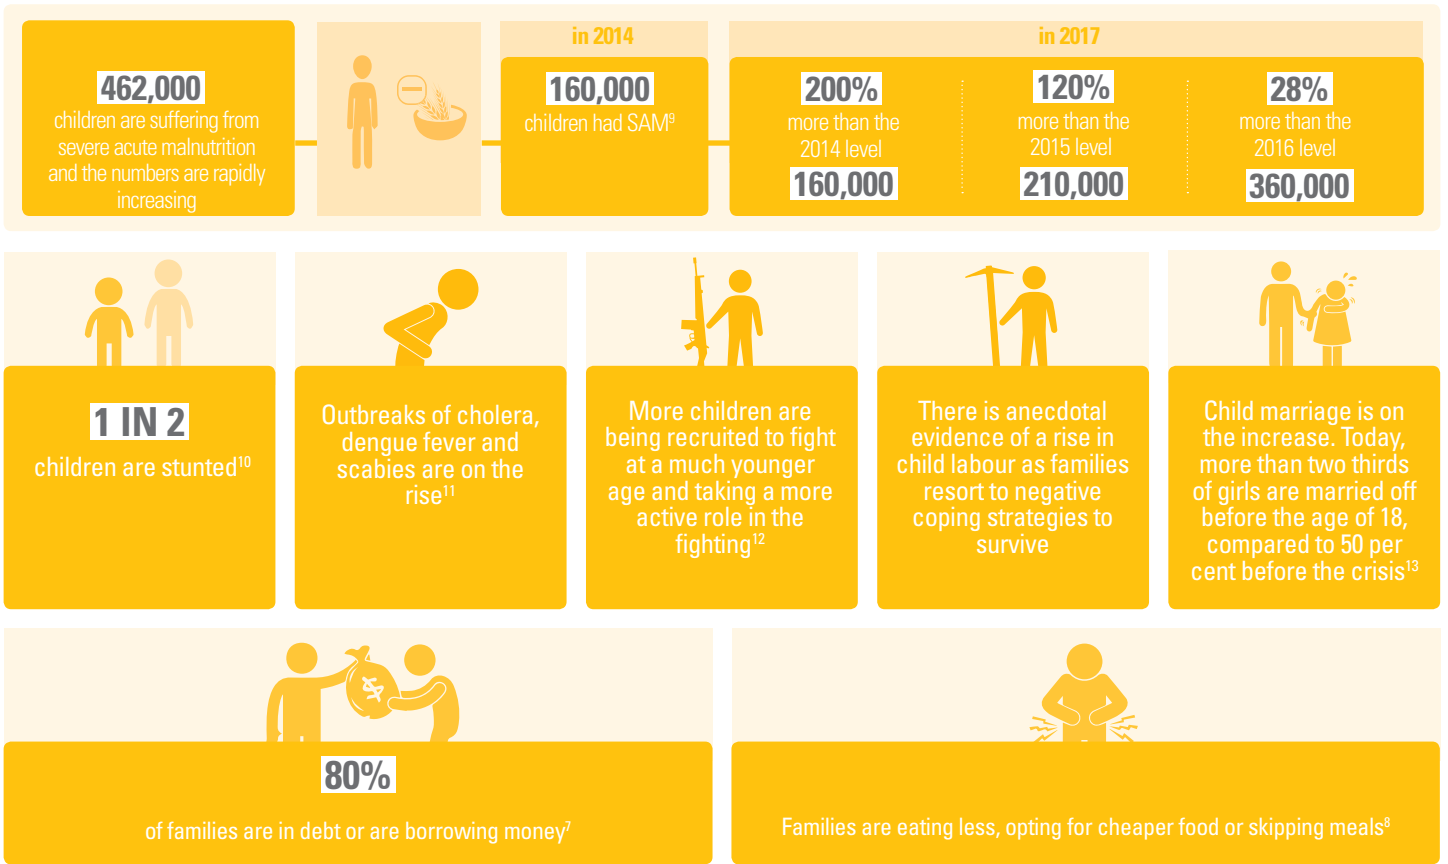 462,000
children are suffering from
severe acute malnutrition
and the numbers are rapidly
increasing
in 2014
160,000
children had SAM⁹
in 2017
200%
more than the
2014 level
160,000
120%
more than the
2015 level
210,000
28%
more than the
2016 level
360,000
1 IN 2
children are stunted¹⁰
Outbreaks of cholera,
dengue fever and
scabies are on the
rise¹¹
More children are
being recruited to fight
at a much younger
age and taking a more
active role in the
fighting¹²
There is anecdotal
evidence of a rise in
child labour as families
resort to negative
coping strategies to
survive
Child marriage is on
the increase. Today,
more than two thirds
of girls are married off
before the age of 18,
compared to 50 per
cent before the crisis¹³
$
80%
of families are in debt or are borrowing money⁷
Families are eating less, opting for cheaper food or skipping meals⁸